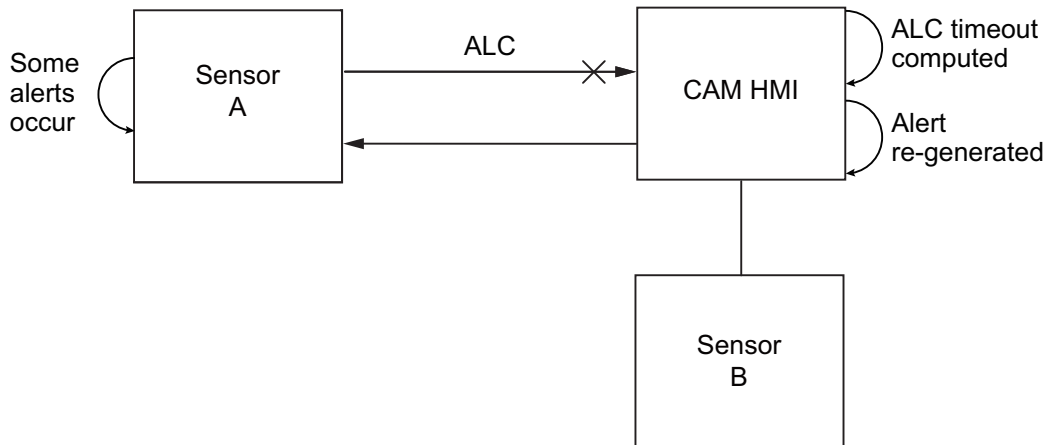 Some
alerts
occur
Sensor
A
ALC
CAM HMI
ALC timeout
computed
Alert
re-generated
Sensor
B